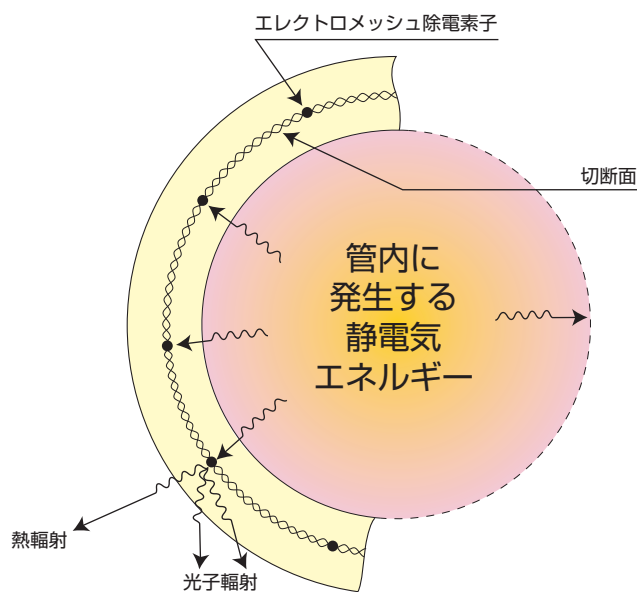 エレクトロメッシュ除電素子
切断面
管内に
発生する
静電気
エネルギー
熱輻射
光子輻射